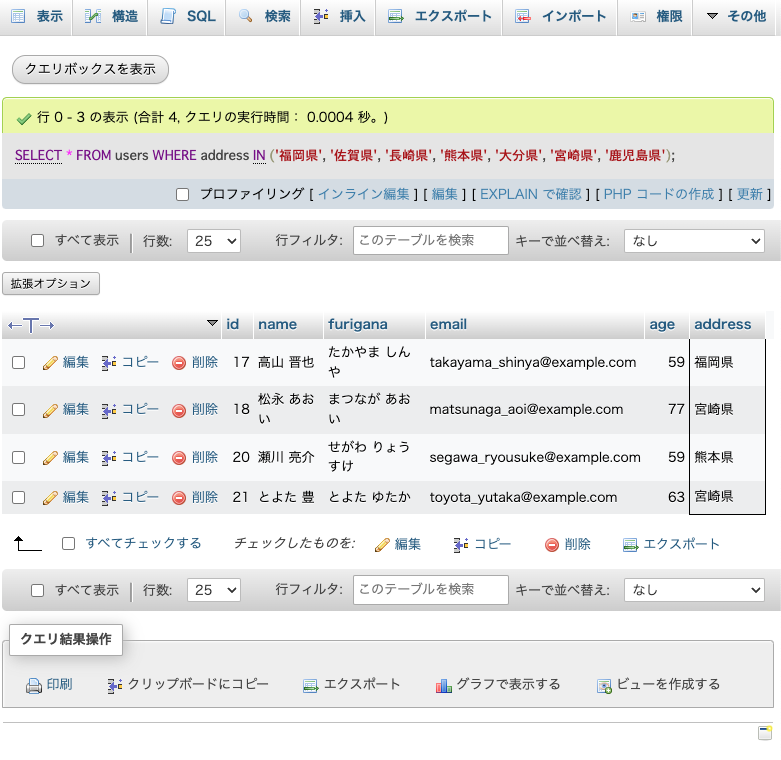 表示 構造 SQL 検索 挿入 エクスポート インポート 権限 その他
クエリボックスを表示
行 0 - 3 の表示 (合計 4, クエリの実行時間： 0.0004 秒。)
SELECT * FROM users WHERE address IN ('福岡県', '佐賀県', '長崎県', '熊本県', '大分県', '宮崎県', '鹿児島県');
プロファイリング [ インライン編集 ] [ 編集 ] [ EXPLAIN で確認 ] [ PHP コードの作成 ] [ 更新 ]
すべて表示 行数: 25 行フィルタ: このテーブルを検索 キーで並べ替え: なし
拡張オプション
←T→ id name furigana email age address
編集 コピー 削除 17 高山 晋也 たかやま しん takayama_shinya@example.com 59 福岡県
や
編集 コピー 削除 18 松永 あお まつなが あお matsunaga_aoi@example.com 77 宮崎県
い い
編集 コピー 削除 20 瀬川 亮介 せがわ りょう segawa_ryousuke@example.com 59 熊本県
すけ
編集 コピー 削除 21 とよた 豊 とよた ゆたか toyota_yutaka@example.com 63 宮崎県
すべてチェックする チェックしたものを: 編集 コピー 削除 エクスポート
すべて表示 行数: 25 行フィルタ: このテーブルを検索 キーで並べ替え: なし
クエリ結果操作
印刷 クリップボードにコピー エクスポート グラフで表示する ビューを作成する